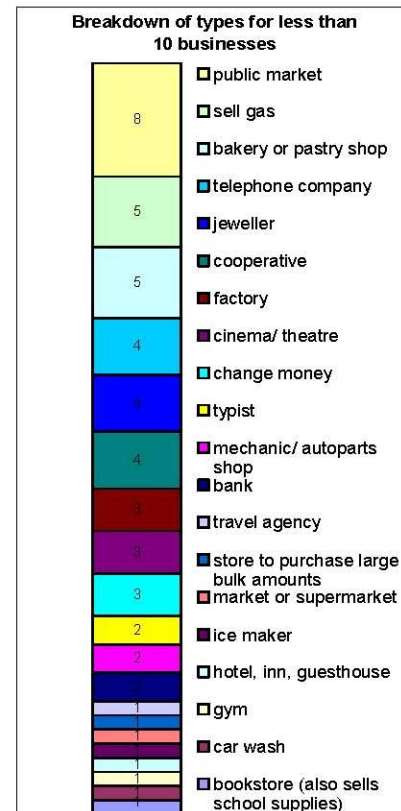 Breakdown of types for less than
10 businesses
8
5
5
4
4
4
3
3
3
2
2
2
1
1
1
1
1
1
1
1
public market
sell gas
bakery or pastry shop
telephone company
jeweller
cooperative
factory
cinema/ theatre
change money
typist
mechanic/ autoparts
shop
bank
travel agency
store to purchase large
bulk amounts
market or supermarket
ice maker
hotel, inn, guesthouse
gym
car wash
bookstore (also sells
school supplies)